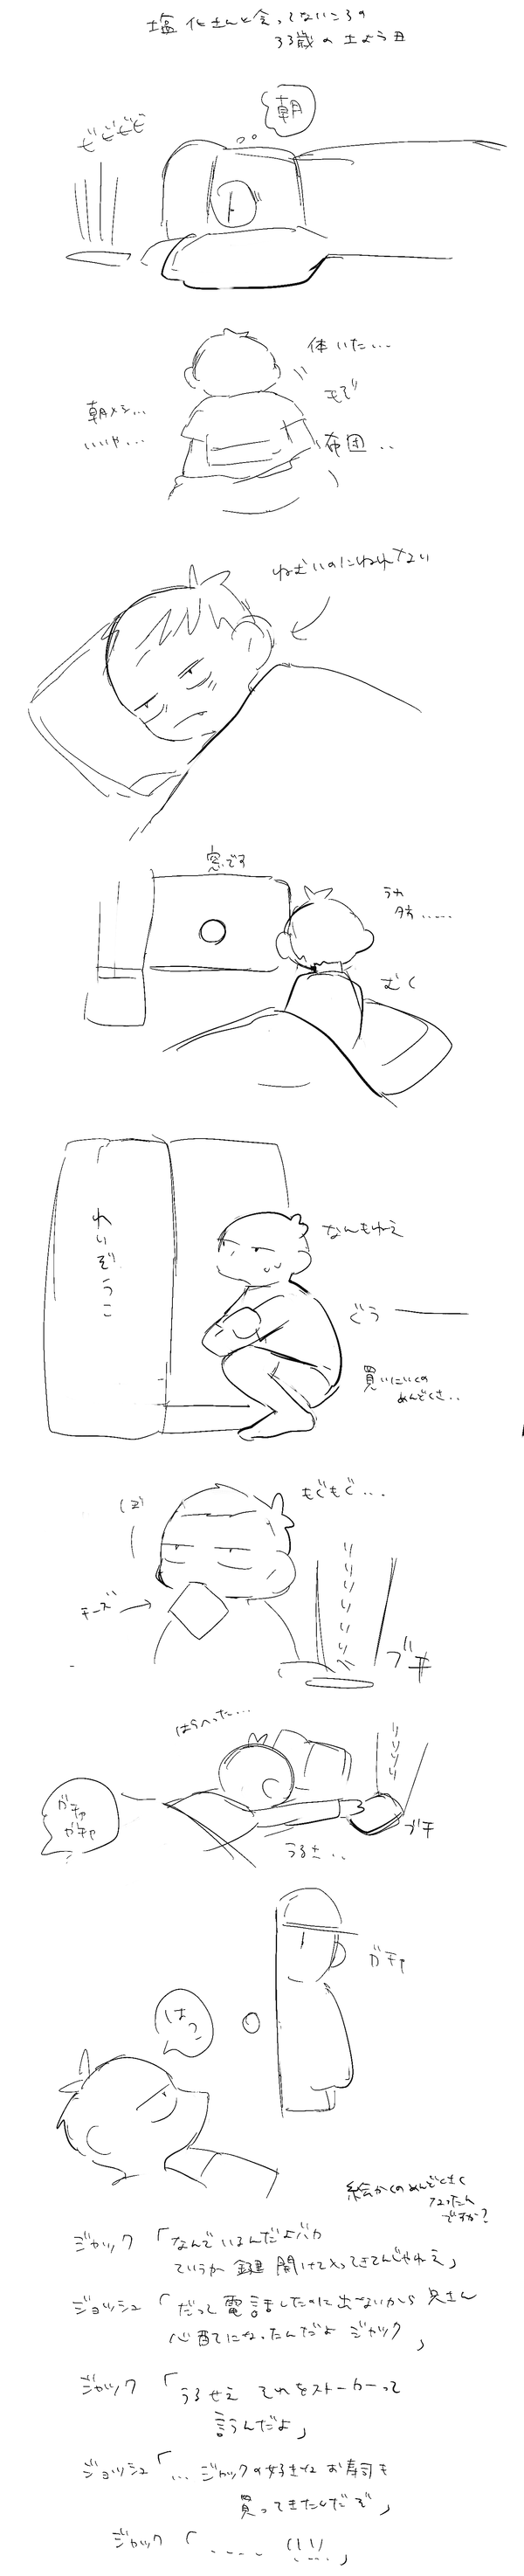 塩化さんと会ってないころの
33歳の土よう日
朝
ビビビビ
体いたい...
もぞ
朝メシ...
いいや...
布団..
ねむいのにねれない
窓です
うわ
夕方......
むく
れいぞうこ
なんもねえ
どう
買いにいくの
めんどくさ..
もぐもぐ...
チーズ
リリリリリリ
ブチ
はらへった...
リリリリ
ガチャ
ガチャ
ブチ
うるさ..
ガチャ
はっ?
絵かくのめんどくさく
なったん
ですか?
ジャック「なんでいるんだよバカ
ていうか 鍵 開けて入ってきてんじゃねえ」
ジョッシュ「だって電話したのに出ないから兄さん
心配になったんだよ ジャック」
ジャック「うるせえ それをストーカーって
言うんだよ」
ジョッシュ「... ジャックの好きな お寿司も
買ってきたんだぞ」
ジャック「.....(!!)....」